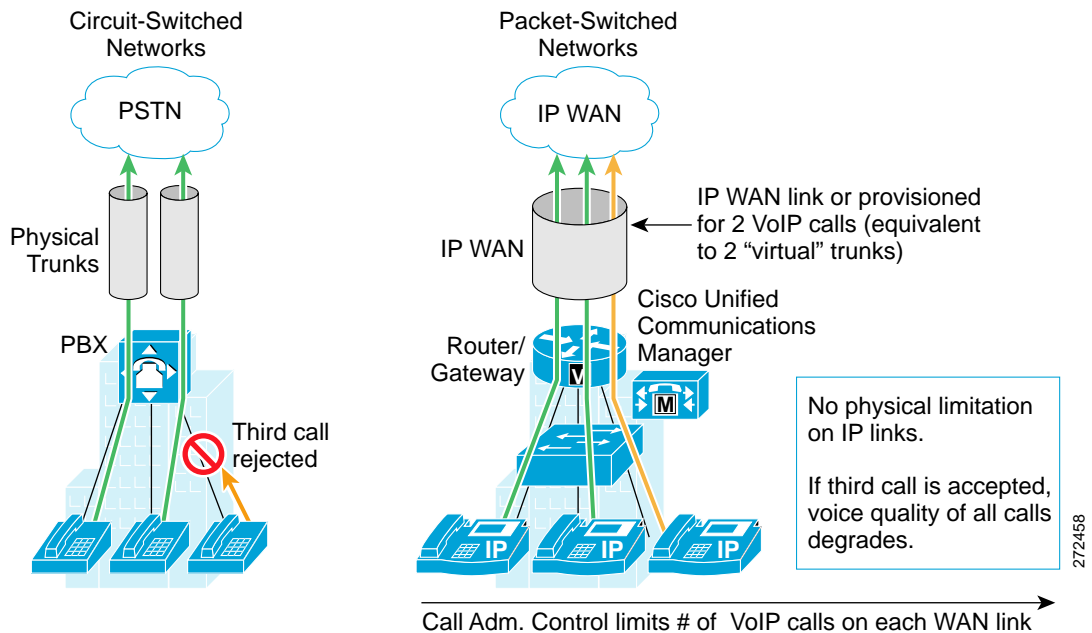 Circuit-Switched
Networks
PSTN
Physical
Trunks
PBX
Third call
rejected
Packet-Switched
Networks
IP WAN
IP WAN link or provisioned
for 2 VoIP calls (equivalent
to 2 “virtual” trunks)
IP WAN
Cisco Unified
Communications
Manager
Router/
Gateway
V
M
IP
IP
IP
No physical limitation
on IP links.
If third call is accepted,
voice quality of all calls
degrades.
272458
Call Adm. Control limits # of VoIP calls on each WAN link